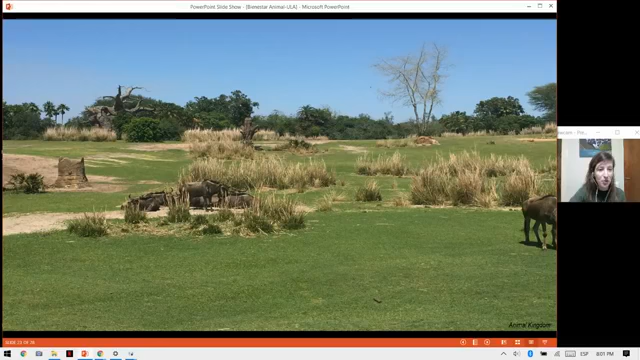 PowerPoint Slide Show - [Bienestar Animal-ULA] - Microsoft PowerPoint
Animal Kingdom
ESP
8:01 PM